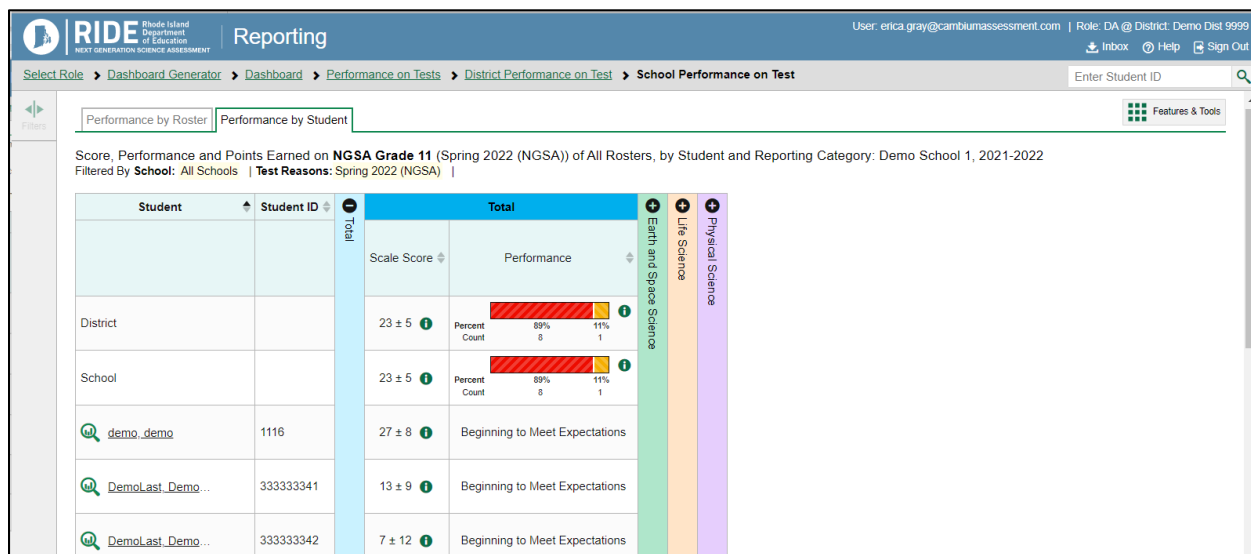 RIDE Rhode Island Department of Education
NEXT GENERATION SCIENCE ASSESSMENT
Reporting
User: erica.gray@cambiumassessment.com | Role: DA @ District: Demo Dist 9999
Inbox Help Sign Out
Select Role Dashboard Generator Dashboard Performance on Tests District Performance on Test School Performance on Test
Enter Student ID
Filters
Performance by Roster Performance by Student
Features & Tools
Score, Performance and Points Earned on NGSA Grade 11 (Spring 2022 (NGSA)) of All Rosters, by Student and Reporting Category: Demo School 1, 2021-2022
Filtered By School: All Schools | Test Reasons: Spring 2022 (NGSA) |
Student Student ID Total Total Earth and Space Science Life Science Physical Science
Scale Score Performance
District 23 ± 5 Percent 89% 11%
Count 8 1
School 23 ± 5 Percent 89% 11%
Count 8 1
demo, demo 1116 27 ± 8 Beginning to Meet Expectations
DemoLast, Demo... 333333341 13 ± 9 Beginning to Meet Expectations
DemoLast, Demo... 333333342 7 ± 12 Beginning to Meet Expectations